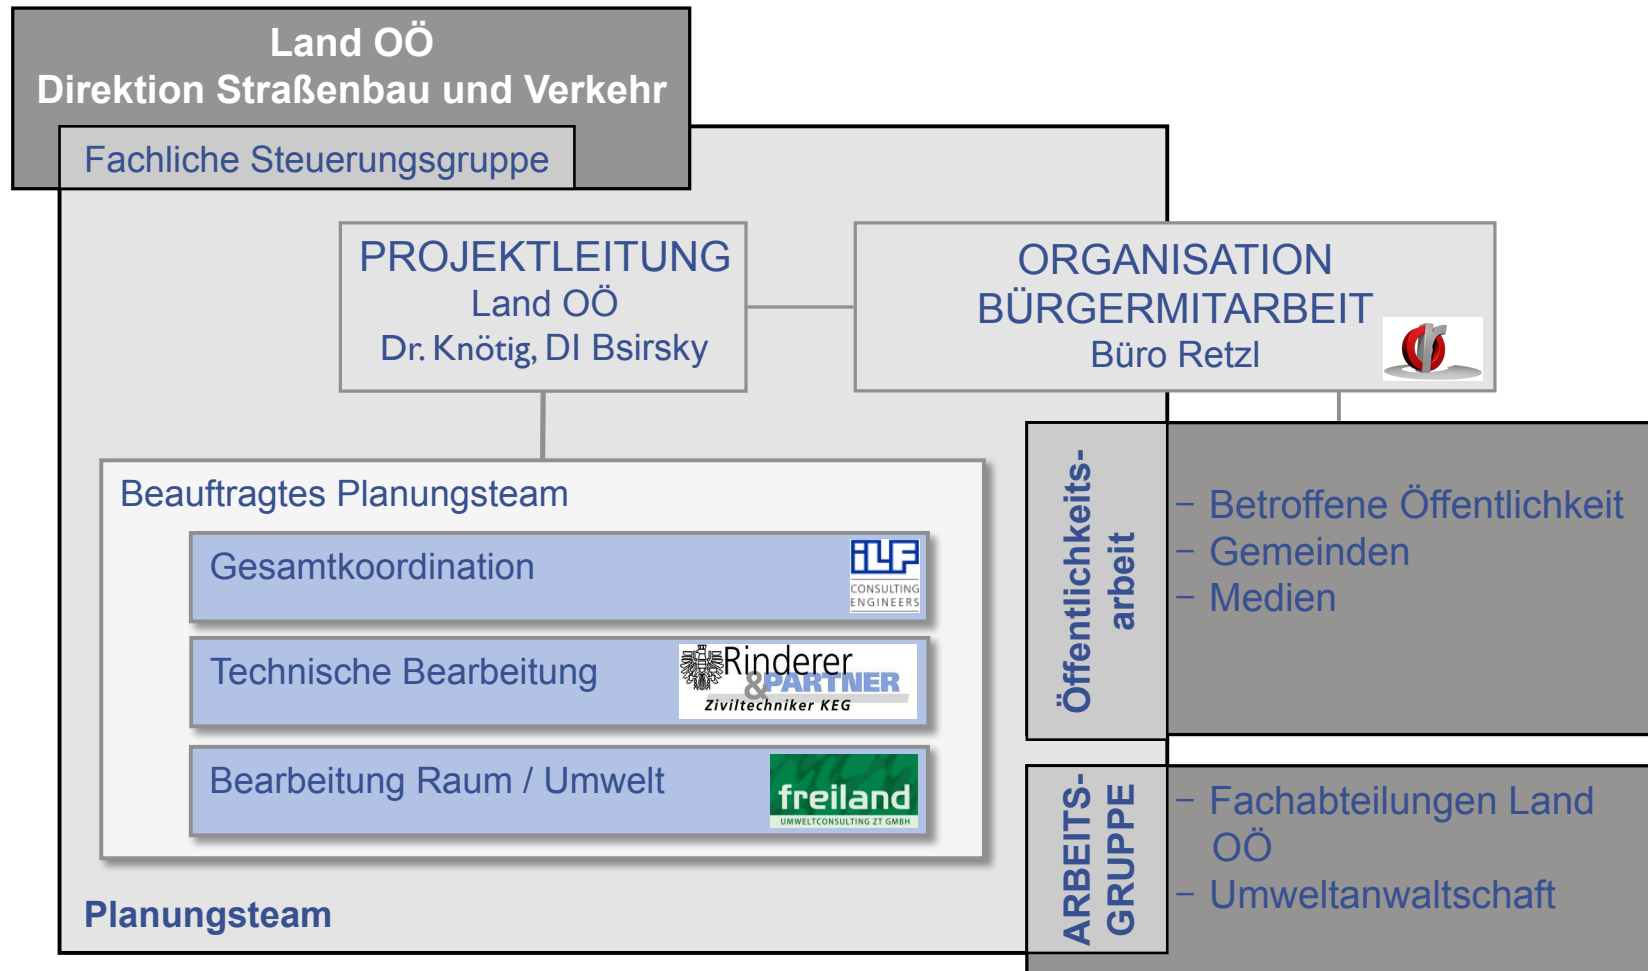 Land OÖ
Direktion Straßenbau und Verkehr
Fachliche Steuerungsgruppe
PROJEKTLEITUNG
Land OÖ
Dr. Knötig, DI Bsirsky
ORGANISATION
BÜRGERMITARBEIT
Büro Retzl
Beauftragtes Planungsteam
Gesamtkoordination
iLF
CONSULTING
ENGINEERS
Technische Bearbeitung
Rinderer
&PARTNER
Ziviltechniker KEG
Bearbeitung Raum / Umwelt
freiland
UMWELTCONSULTING ZT GMBH
Planungsteam
Öffentlichkeits-
arbeit
– Betroffene Öffentlichkeit
– Gemeinden
– Medien
ARBEITS-
GRUPPE
– Fachabteilungen Land
OÖ
– Umweltanwaltschaft